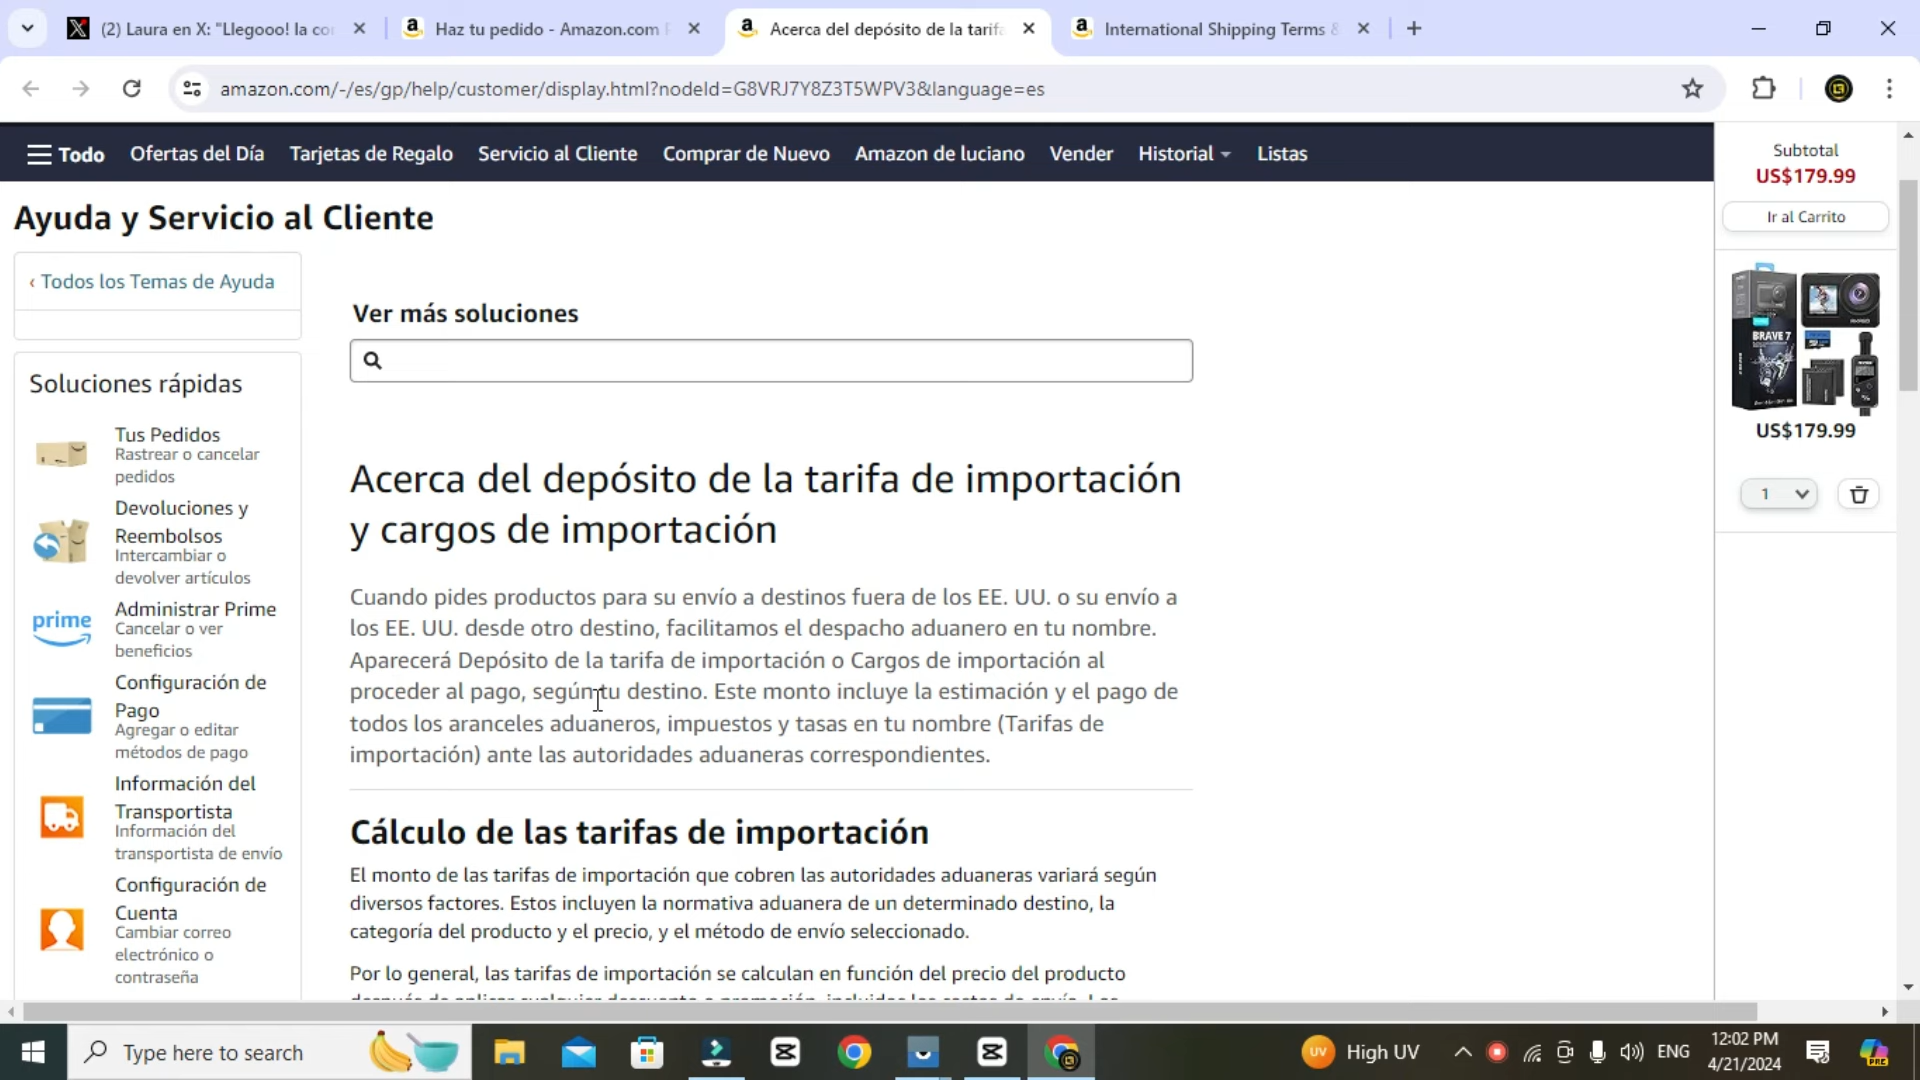 (2) Laura en X: "Llegooo! la co
Haz tu pedido - Amazon.com
Acerca del depósito de la tarifa
International Shipping Terms &
amazon.com/-/es/gp/help/customer/display.html?nodeId=G8VRJ7Y8Z3T5WPV3&language=es
Todo Ofertas del Día Tarjetas de Regalo Servicio al Cliente Comprar de Nuevo Amazon de luciano Vender Historial Listas
Subtotal
US$179.99
Ir al Carrito
BRAVE 7
US$179.99
1
Ayuda y Servicio al Cliente
‹ Todos los Temas de Ayuda
Soluciones rápidas
Tus Pedidos
Rastrear o cancelar
pedidos
Devoluciones y
Reembolsos
Intercambiar o
devolver artículos
prime
Administrar Prime
Cancelar o ver
beneficios
Configuración de
Pago
Agregar o editar
métodos de pago
Información del
Transportista
Información del
transportista de envío
Configuración de
Cuenta
Cambiar correo
electrónico o
contraseña
Ver más soluciones
Acerca del depósito de la tarifa de importación
y cargos de importación
Cuando pides productos para su envío a destinos fuera de los EE. UU. o su envío a
los EE. UU. desde otro destino, facilitamos el despacho aduanero en tu nombre.
Aparecerá Depósito de la tarifa de importación o Cargos de importación al
proceder al pago, según tu destino. Este monto incluye la estimación y el pago de
todos los aranceles aduaneros, impuestos y tasas en tu nombre (Tarifas de
importación) ante las autoridades aduaneras correspondientes.
Cálculo de las tarifas de importación
El monto de las tarifas de importación que cobren las autoridades aduaneras variará según
diversos factores. Estos incluyen la normativa aduanera de un determinado destino, la
categoría del producto y el precio, y el método de envío seleccionado.
Por lo general, las tarifas de importación se calculan en función del precio del producto
Type here to search
UV High UV
ENG
12:02 PM
4/21/2024
PRE